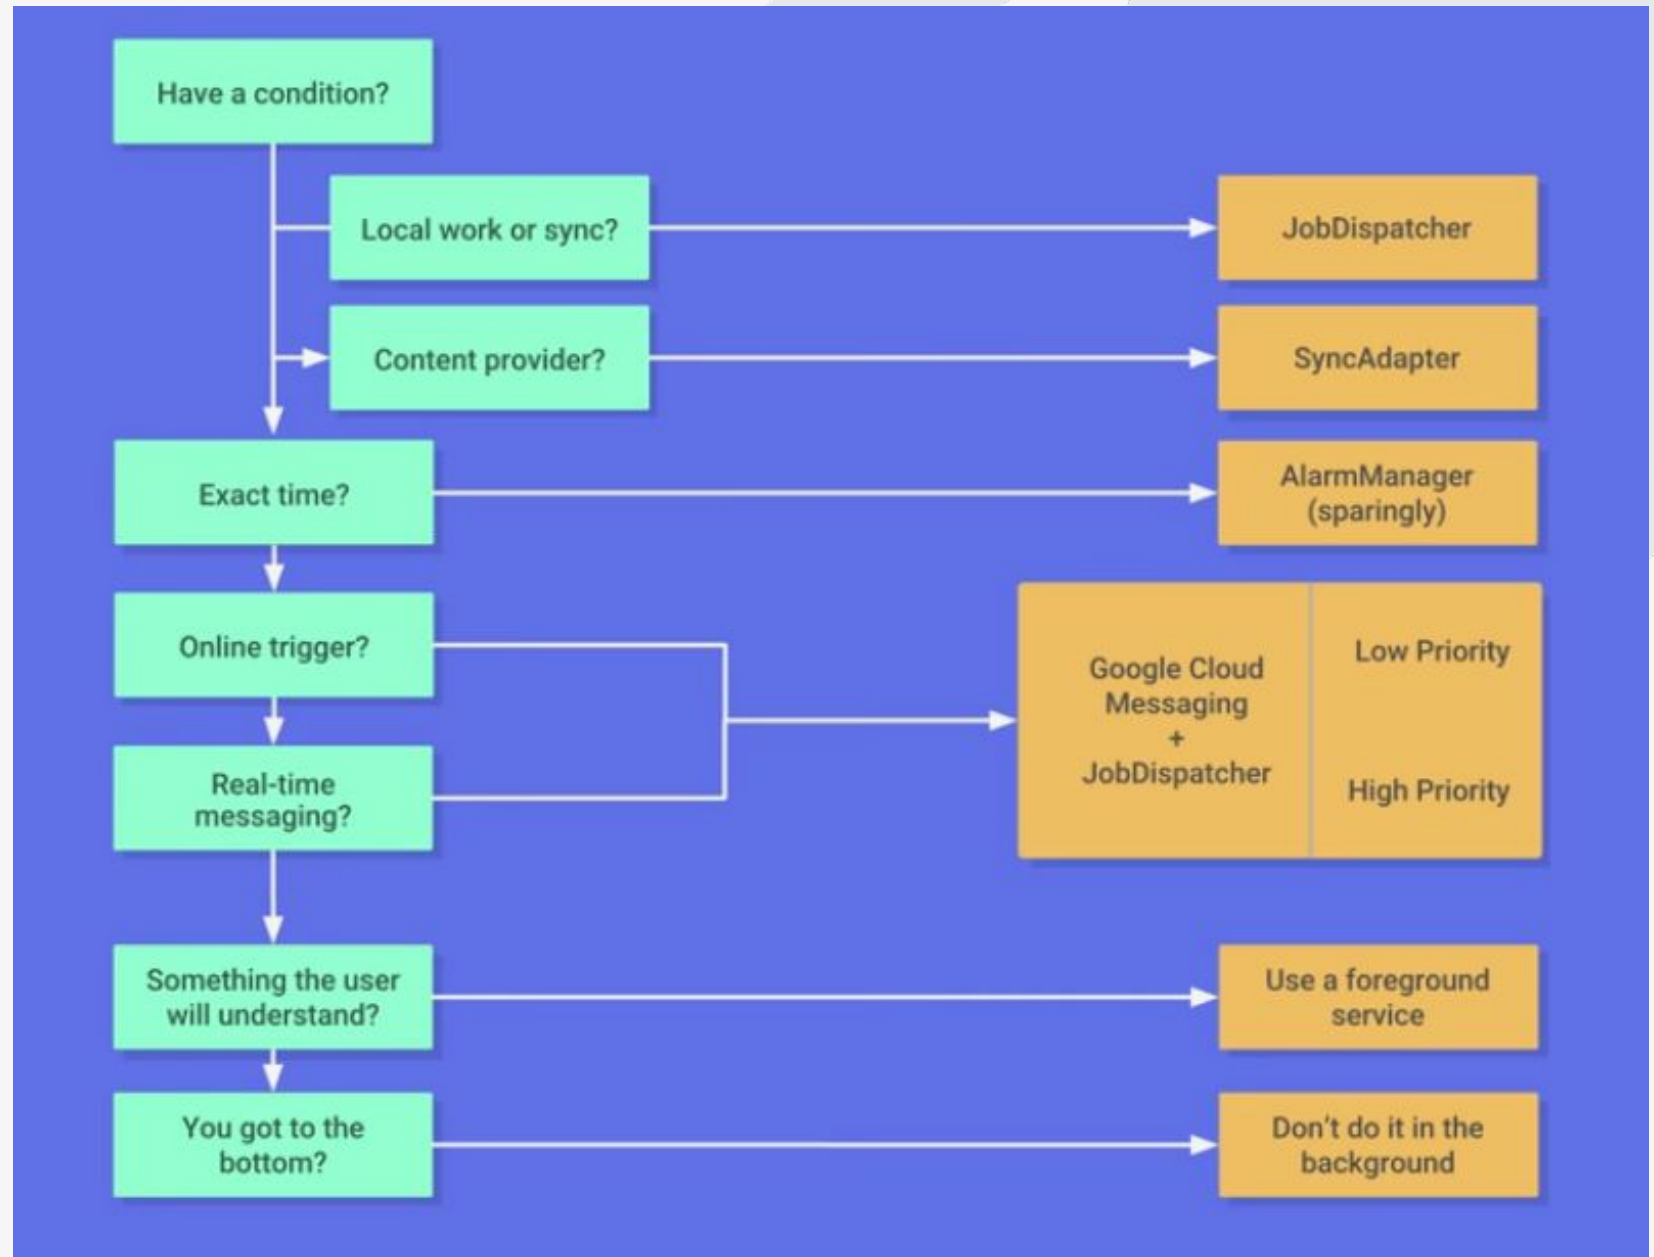 Have a condition?
Local work or sync?
JobDispatcher
Content provider?
SyncAdapter
Exact time?
AlarmManager
(sparingly)
Online trigger?
Real-time
messaging?
Google Cloud
Messaging
+
JobDispatcher
Low Priority
High Priority
Something the user
will understand?
Use a foreground
service
You got to the
bottom?
Don't do it in the
background